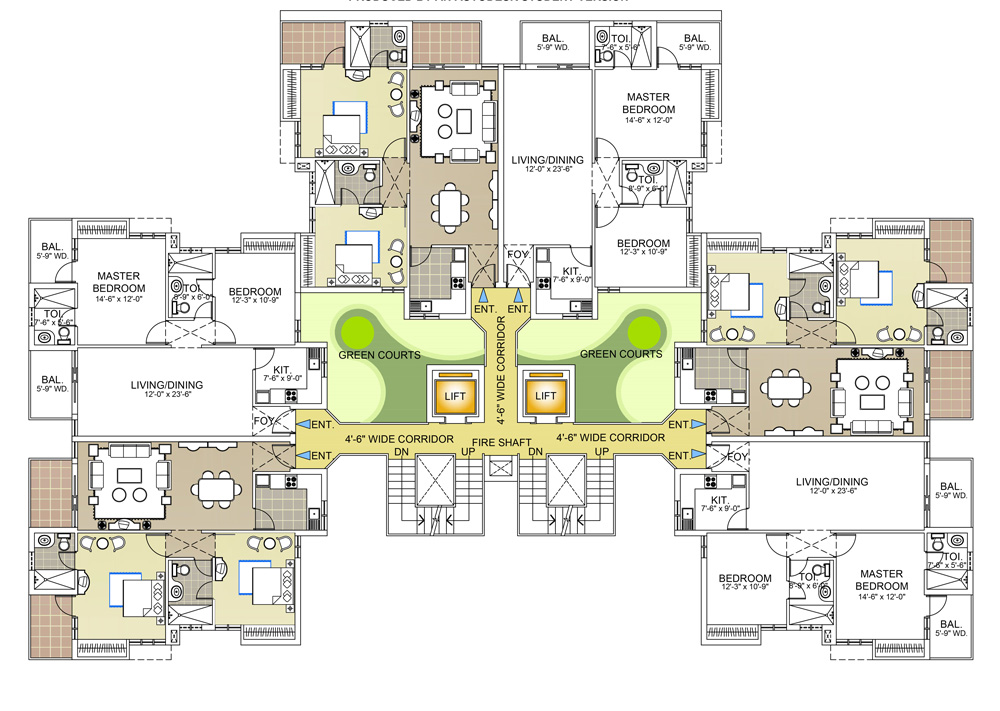 BAL.
5'-9" WD.
TOI.
7'-6" x 5'-6"
BAL.
5'-9" WD.
MASTER
BEDROOM
14'-6" x 12'-0"
LIVING/DINING
12'-0" x 23'-6"
TOI.
8'-9" x 6'-0"
BEDROOM
12'-3" x 10'-9"
FOY.
KIT.
7'-6" x 9'-0"
ENT.
ENT.
BAL.
5'-9" WD.
MASTER
BEDROOM
14'-6" x 12'-0"
TOI.
8'-9" x 6'-0"
BEDROOM
12'-3" x 10'-9"
TOI.
7'-6" x 5'-6"
GREEN COURTS
4'-6" WIDE CORRIDOR
GREEN COURTS
BAL.
5'-9" WD.
LIVING/DINING
12'-0" x 23'-6"
KIT.
7'-6" x 9'-0"
LIFT
LIFT
FOY.
ENT.
ENT.
4'-6" WIDE CORRIDOR
FIRE SHAFT
4'-6" WIDE CORRIDOR
DN
UP
DN
UP
ENT.
ENT.
FOY.
LIVING/DINING
12'-0" x 23'-6"
BAL.
5'-9" WD.
KIT.
7'-6" x 9'-0"
BEDROOM
12'-3" x 10'-9"
TOI.
8'-9" x 6'-0"
MASTER
BEDROOM
14'-6" x 12'-0"
TOI.
7'-6" x 5'-6"
BAL.
5'-9" WD.